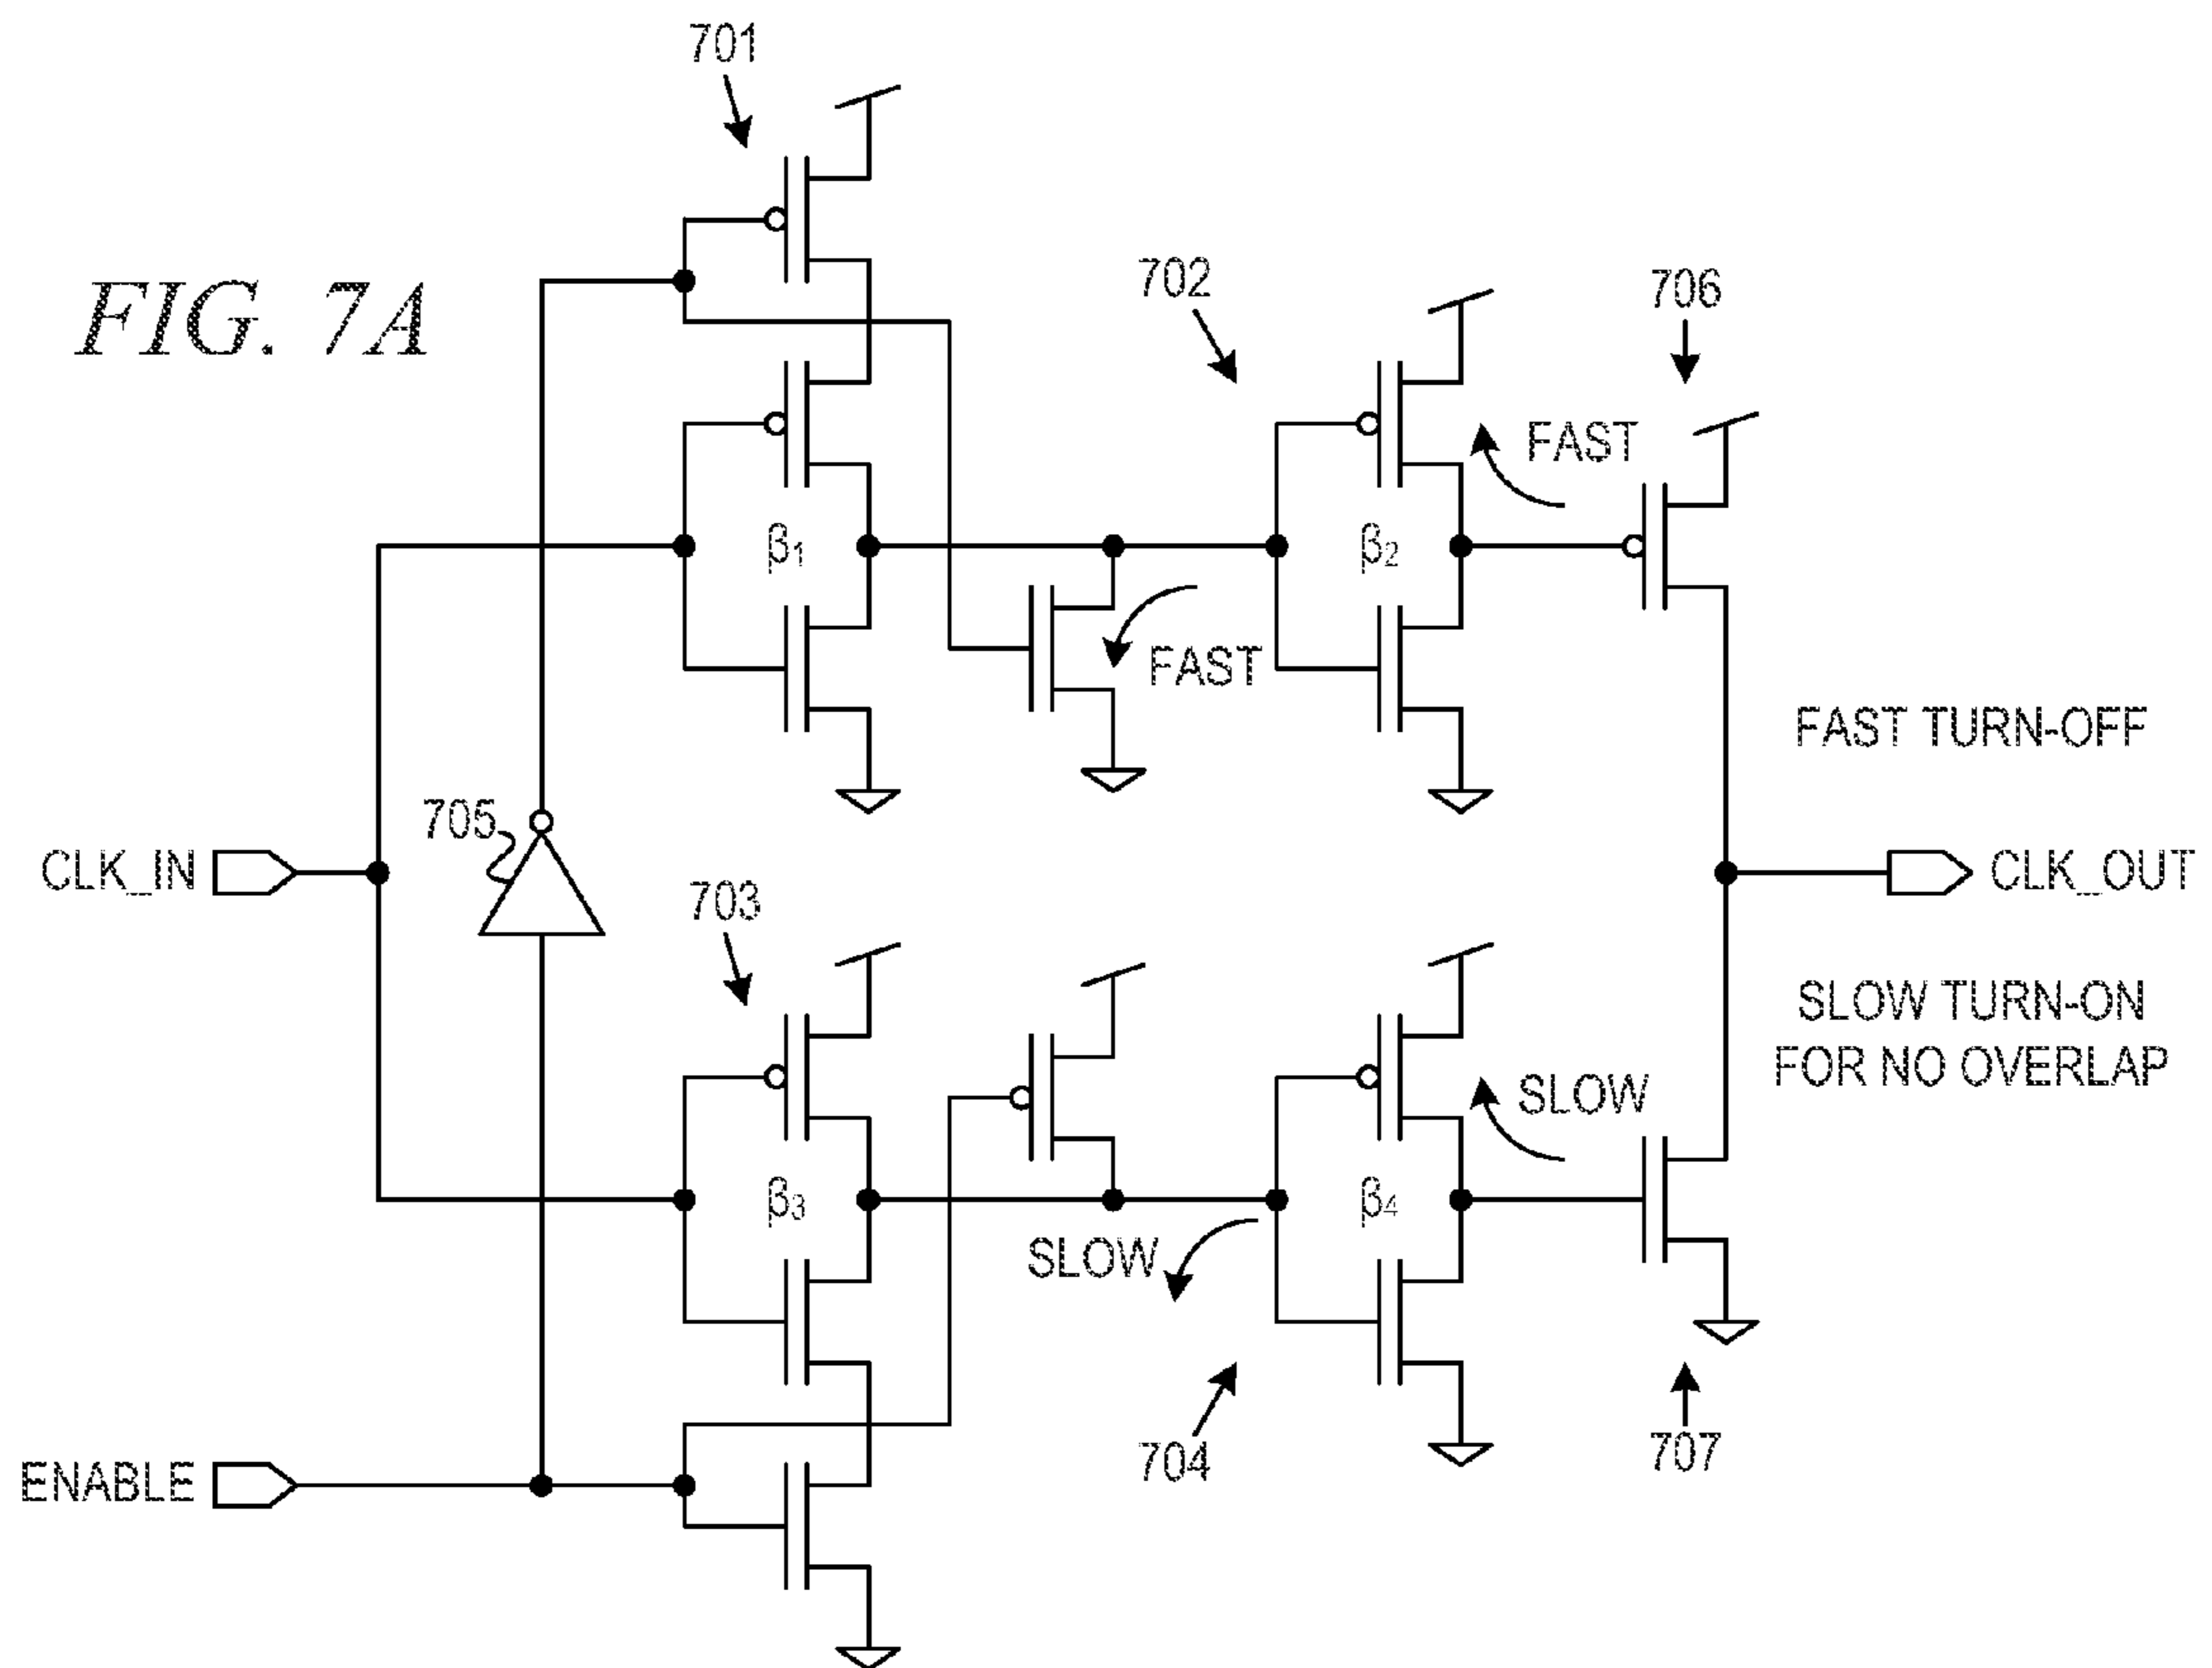 701
FIG. 7A
702
706
FAST
β1
β2
FAST
FAST TURN-OFF
705
CLK_IN
CLK_OUT
703
SLOW TURN-ON
FOR NO OVERLAP
SLOW
β3
β4
SLOW
704
707
ENABLE